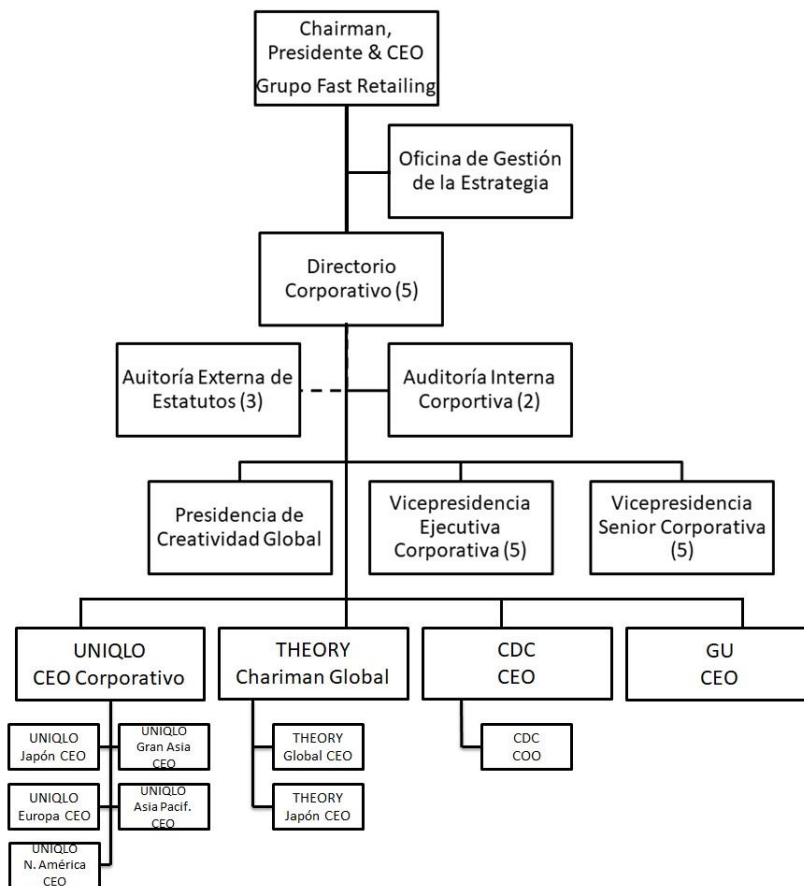 Chairman,
Presidente & CEO
Grupo Fast Retailing
Oficina de Gestión
de la Estrategia
Directorio
Corporativo (5)
Auitoría Externa de
Estatutos (3)
Auditoría Interna
Corportiva (2)
Presidencia de
Creatividad Global
Vicepresidencia
Ejecutiva
Corporativa (5)
Vicepresidencia
Senior Corporativa
(5)
UNIQLO
CEO Corporativo
THEORY
Chariman Global
CDC
CEO
GU
CEO
UNIQLO
Japón CEO
UNIQLO
Gran Asia
CEO
THEORY
Global CEO
CDC
COO
UNIQLO
Europa CEO
UNIQLO
Asia Pacif.
CEO
THEORY
Japón CEO
UNIQLO
N. América
CEO